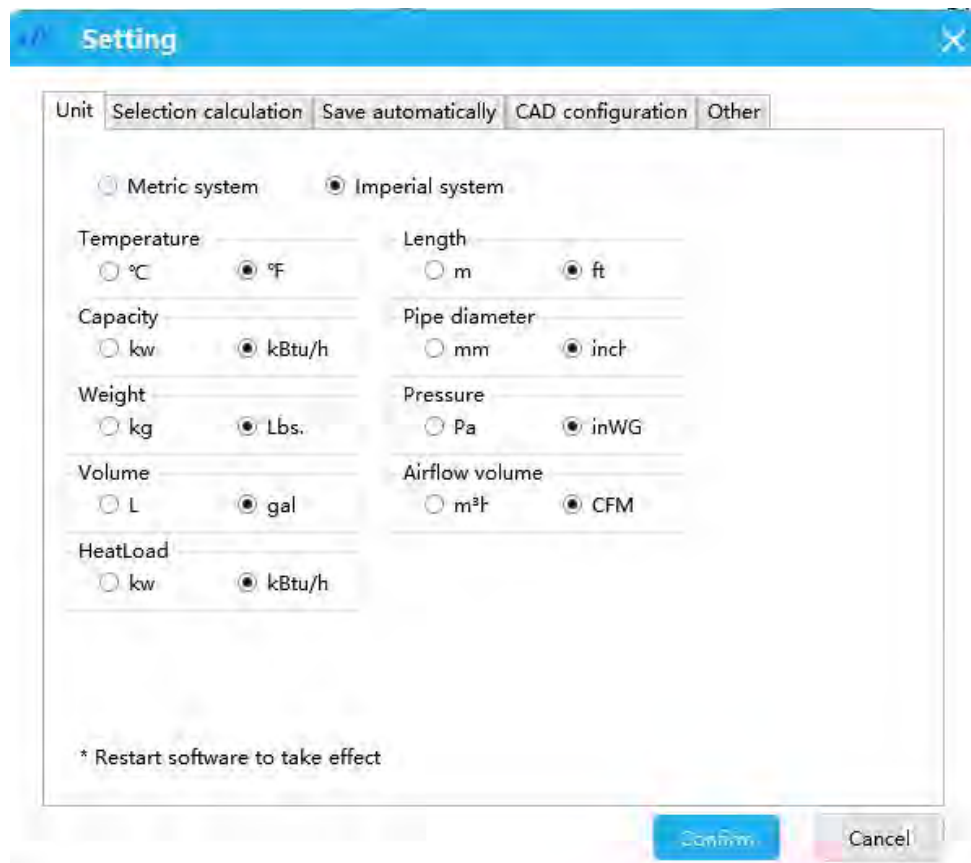 Setting
Unit Selection calculation Save automatically CAD configuration Other
Metric system Imperial system
Temperature Length
℃ ℉ m ft
Capacity Pipe diameter
kw kBtu/h mm inch
Weight Pressure
kg Lbs. Pa inWG
Volume Airflow volume
L gal m³h CFM
HeatLoad
kw kBtu/h
* Restart software to take effect
Confirm Cancel